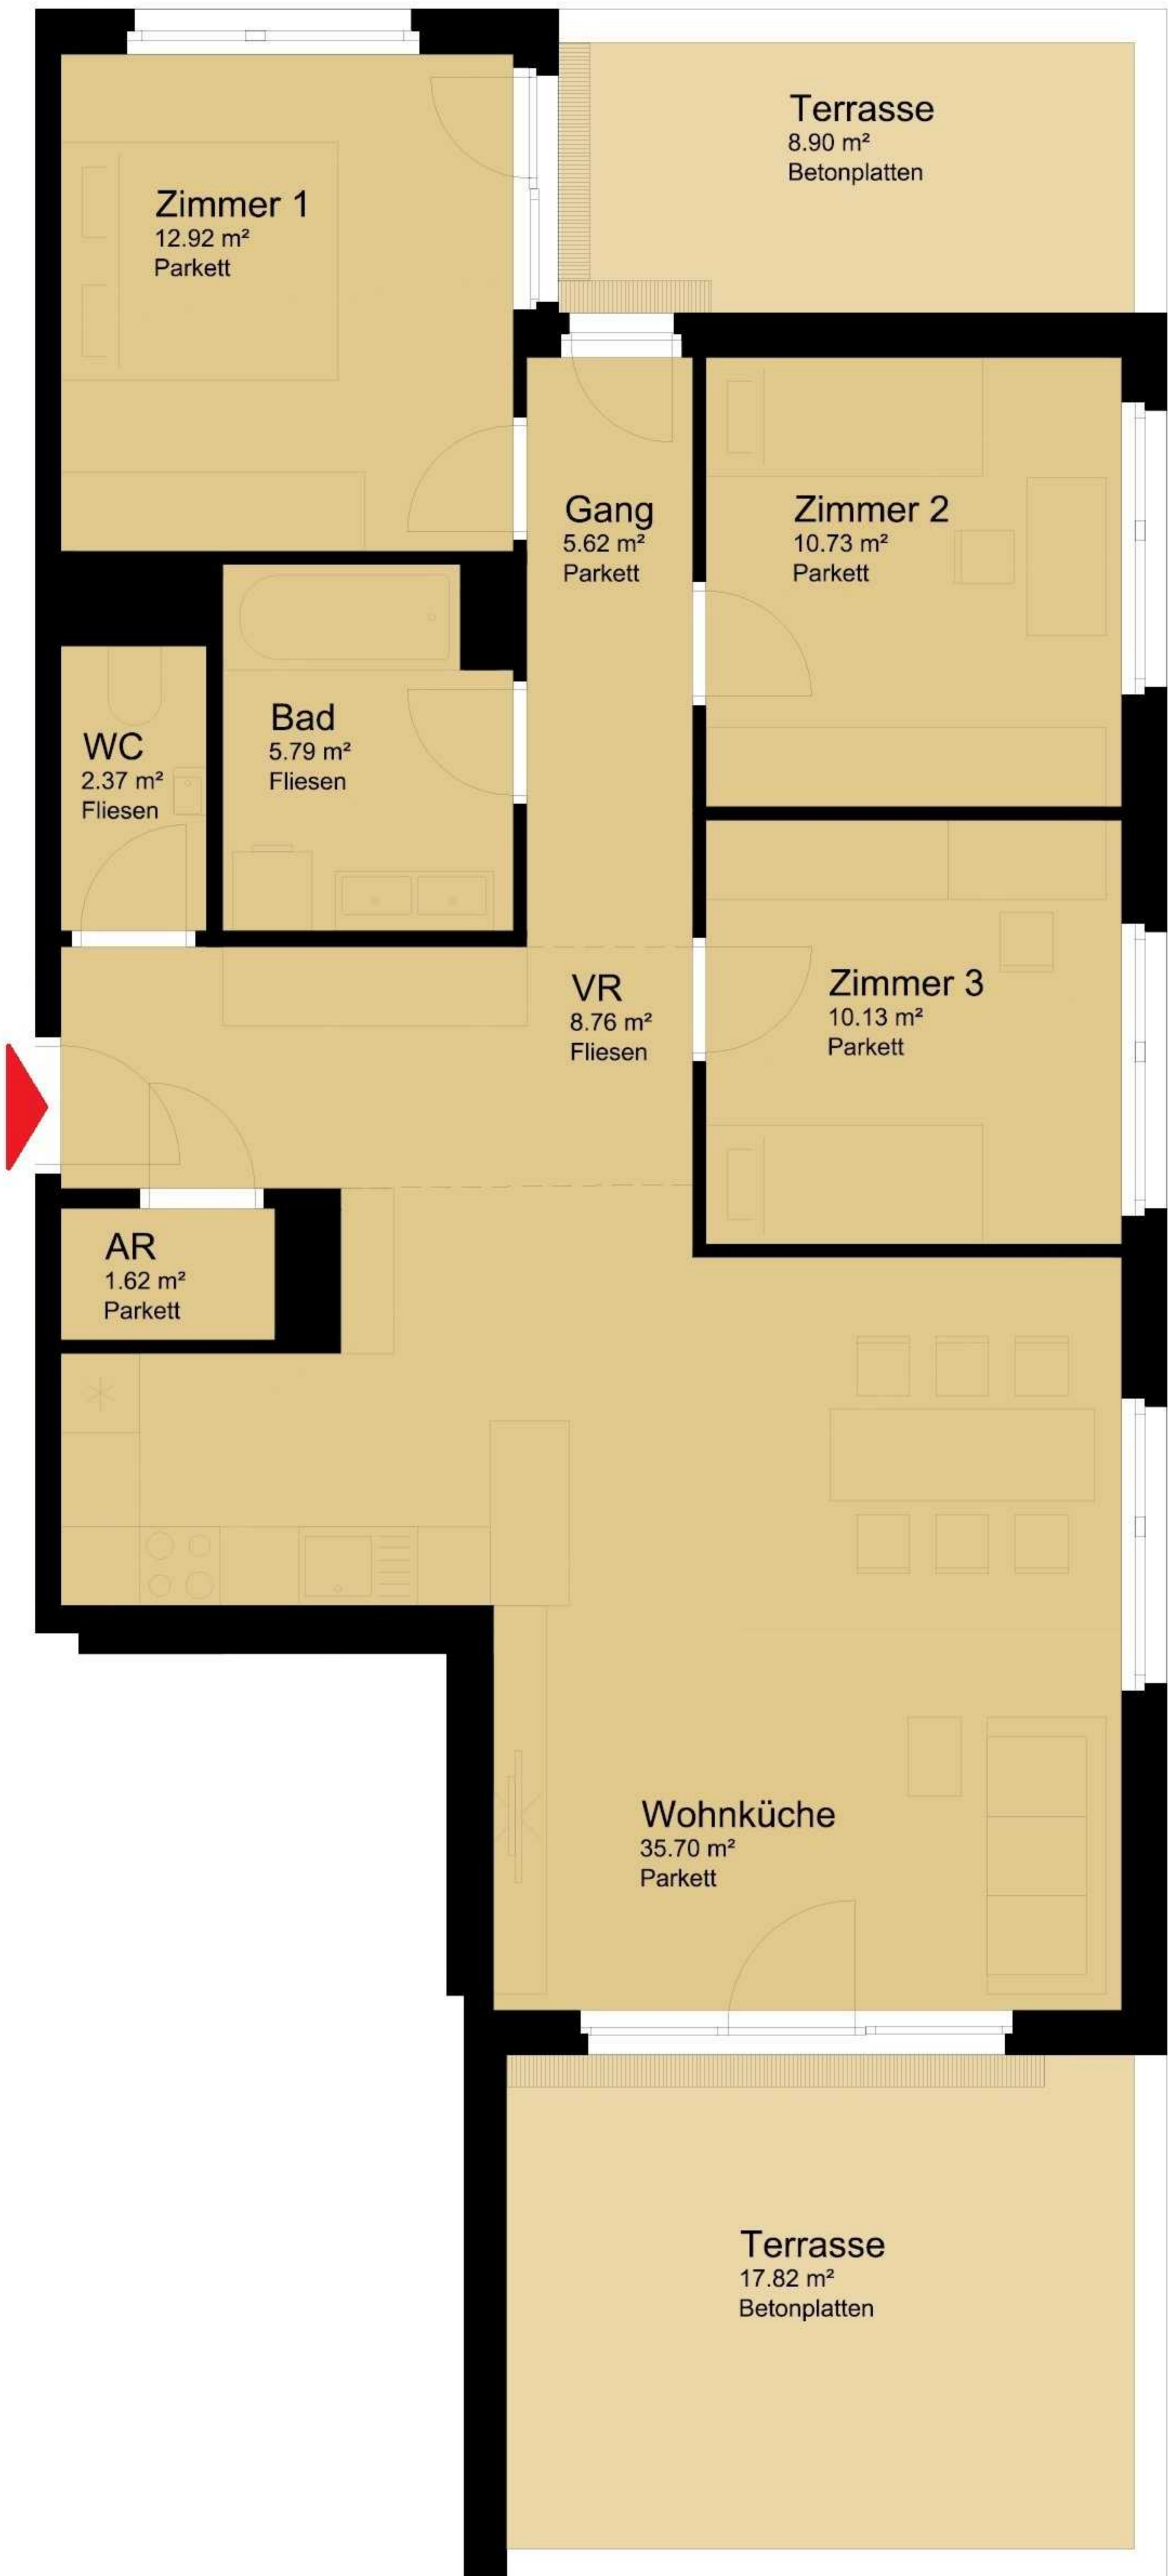 Terrasse
8.90 m²
Betonplatten
Zimmer 1
12.92 m²
Parkett
Gang
5.62 m²
Parkett
Zimmer 2
10.73 m²
Parkett
WC
2.37 m²
Fliesen
Bad
5.79 m²
Fliesen
VR
8.76 m²
Fliesen
Zimmer 3
10.13 m²
Parkett
AR
1.62 m²
Parkett
Wohnküche
35.70 m²
Parkett
Terrasse
17.82 m²
Betonplatten